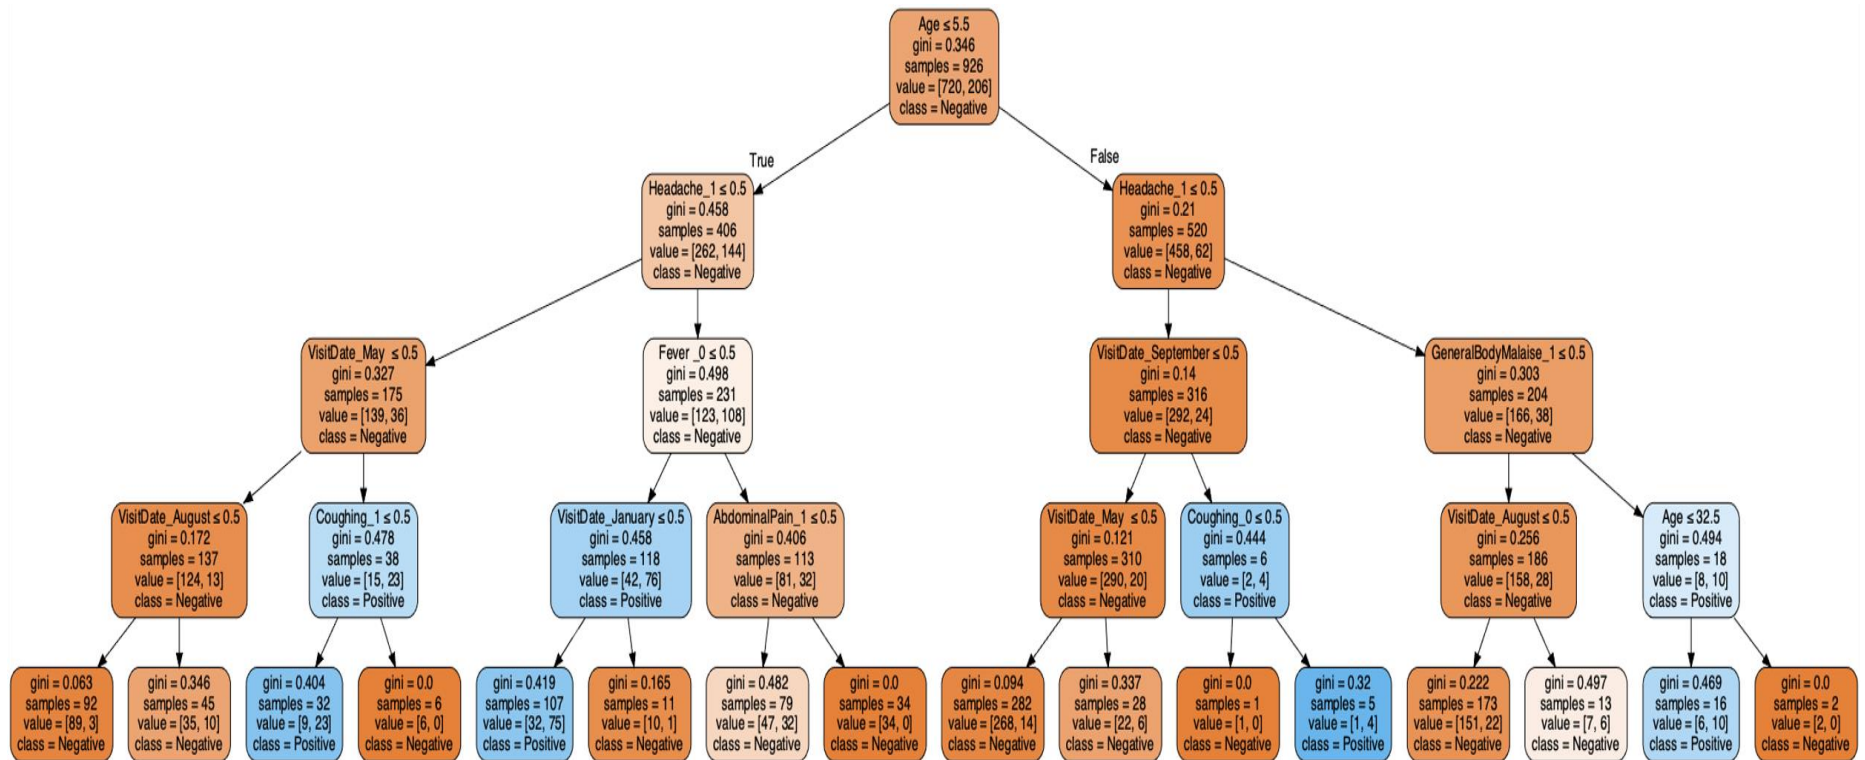 Age ≤ 5.5
gini = 0.346
samples = 926
value = [720, 206]
class = Negative
True
False
Headache_1 ≤ 0.5
gini = 0.458
samples = 406
value = [262, 144]
class = Negative
Headache_1 ≤ 0.5
gini = 0.21
samples = 520
value = [458, 62]
class = Negative
VisitDate_May ≤ 0.5
gini = 0.327
samples = 175
value = [139, 36]
class = Negative
Fever _0 ≤ 0.5
gini = 0.498
samples = 231
value = [123, 108]
class = Negative
VisitDate_September ≤ 0.5
gini = 0.14
samples = 316
value = [292, 24]
class = Negative
GeneralBodyMalaise_1 ≤ 0.5
gini = 0.303
samples = 204
value = [166, 38]
class = Negative
VisitDate_August ≤ 0.5
gini = 0.172
samples = 137
value = [124, 13]
class = Negative
Coughing_1 ≤ 0.5
gini = 0.478
samples = 38
value = [15, 23]
class = Positive
VisitDate_January ≤ 0.5
gini = 0.458
samples = 118
value = [42, 76]
class = Positive
AbdominalPain_1 ≤ 0.5
gini = 0.406
samples = 113
value = [81, 32]
class = Negative
VisitDate_May ≤ 0.5
gini = 0.121
samples = 310
value = [290, 20]
class = Negative
Coughing_0 ≤ 0.5
gini = 0.444
samples = 6
value = [2, 4]
class = Positive
VisitDate_August ≤ 0.5
gini = 0.256
samples = 186
value = [158, 28]
class = Negative
Age ≤ 32.5
gini = 0.494
samples = 18
value = [8, 10]
class = Positive
gini = 0.063
samples = 92
value = [89, 3]
class = Negative
gini = 0.346
samples = 45
value = [35, 10]
class = Negative
gini = 0.404
samples = 32
value = [9, 23]
class = Positive
gini = 0.0
samples = 6
value = [6, 0]
class = Negative
gini = 0.419
samples = 107
value = [32, 75]
class = Positive
gini = 0.165
samples = 11
value = [10, 1]
class = Negative
gini = 0.482
samples = 79
value = [47, 32]
class = Negative
gini = 0.0
samples = 34
value = [34, 0]
class = Negative
gini = 0.094
samples = 282
value = [268, 14]
class = Negative
gini = 0.337
samples = 28
value = [22, 6]
class = Negative
gini = 0.0
samples = 1
value = [1, 0]
class = Negative
gini = 0.32
samples = 5
value = [1, 4]
class = Positive
gini = 0.222
samples = 173
value = [151, 22]
class = Negative
gini = 0.497
samples = 13
value = [7, 6]
class = Negative
gini = 0.469
samples = 16
value = [6, 10]
class = Positive
gini = 0.0
samples = 2
value = [2, 0]
class = Negative